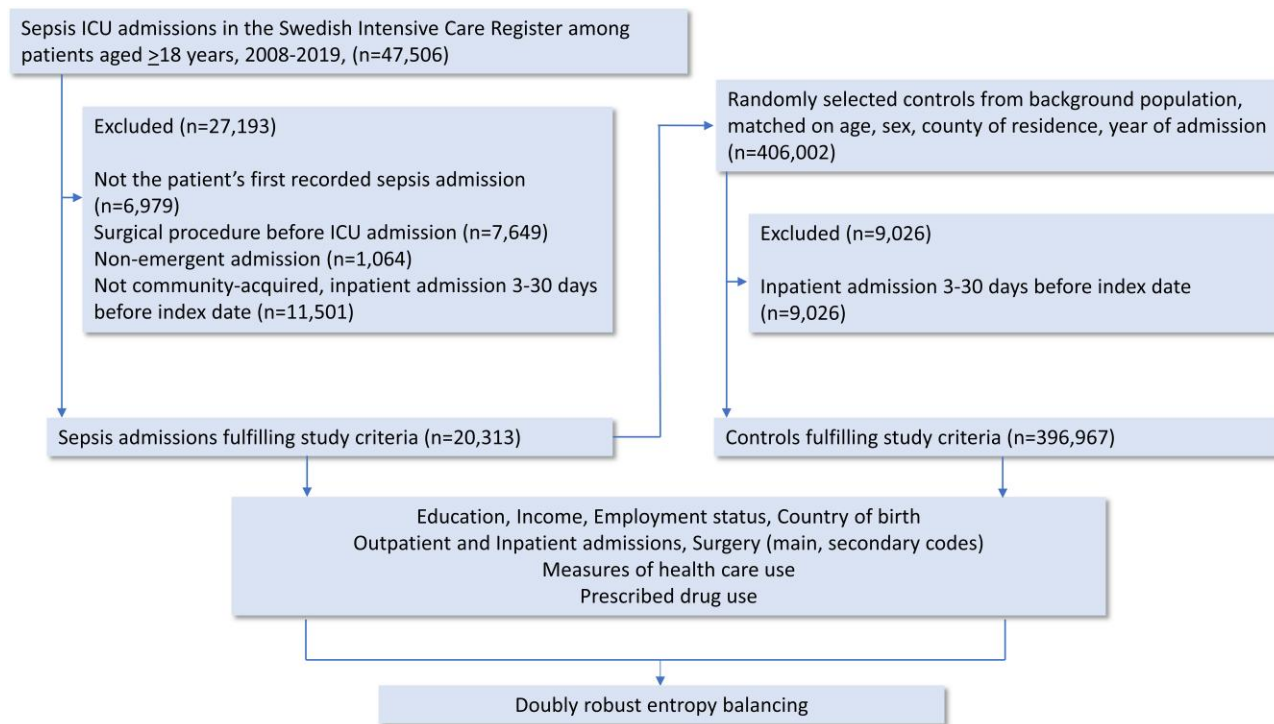 Sepsis ICU admissions in the Swedish Intensive Care Register among
patients aged ≥18 years, 2008-2019, (n=47,506)
Excluded (n=27,193)
Not the patient's first recorded sepsis admission
(n=6,979)
Surgical procedure before ICU admission (n=7,649)
Non-emergent admission (n=1,064)
Not community-acquired, inpatient admission 3-30 days
before index date (n=11,501)
Randomly selected controls from background population,
matched on age, sex, county of residence, year of admission
(n=406,002)
Excluded (n=9,026)
Inpatient admission 3-30 days before index date
(n=9,026)
Sepsis admissions fulfilling study criteria (n=20,313)
Controls fulfilling study criteria (n=396,967)
Education, Income, Employment status, Country of birth
Outpatient and Inpatient admissions, Surgery (main, secondary codes)
Measures of health care use
Prescribed drug use
Doubly robust entropy balancing